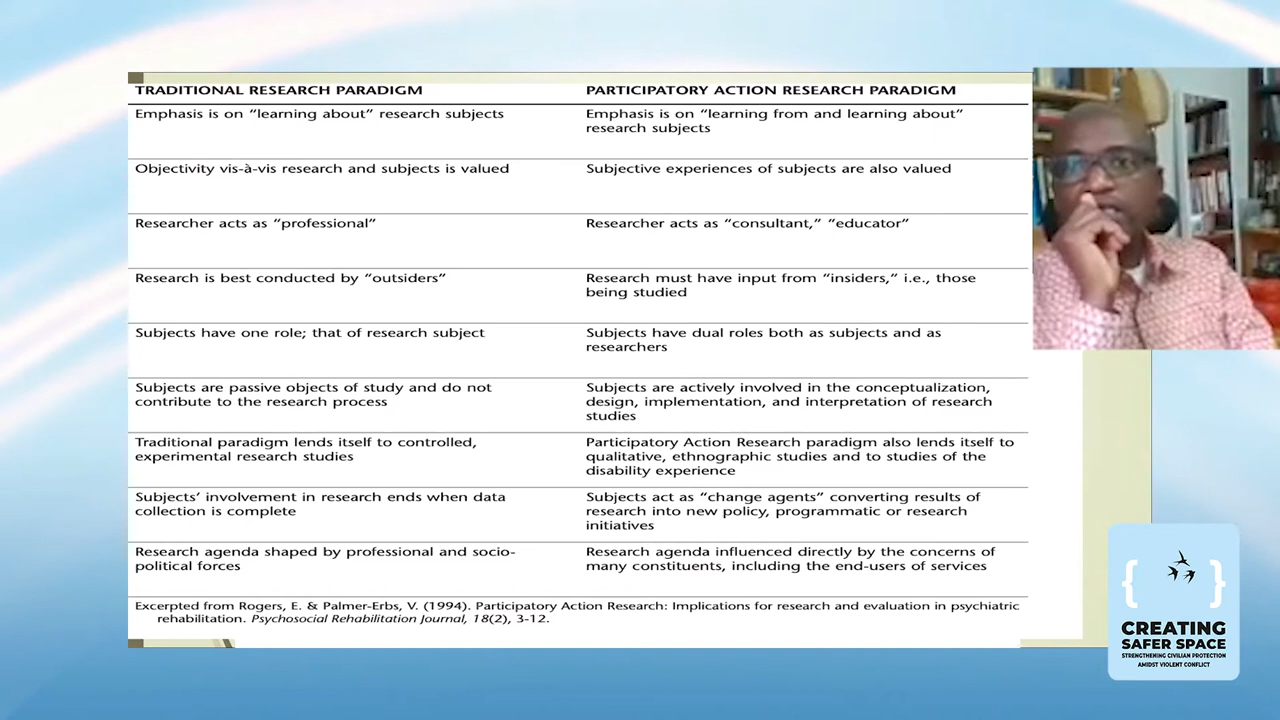 TRADITIONAL RESEARCH PARADIGM
PARTICIPATORY ACTION RESEARCH PARADIGM
Emphasis is on “learning about” research subjects
Emphasis is on “learning from and learning about”
research subjects
Objectivity vis-à-vis research and subjects is valued
Subjective experiences of subjects are also valued
Researcher acts as “professional”
Researcher acts as “consultant,” “educator”
Research is best conducted by “outsiders”
Research must have input from “insiders,” i.e., those
being studied
Subjects have one role; that of research subject
Subjects have dual roles both as subjects and as
researchers
Subjects are passive objects of study and do not
contribute to the research process
Subjects are actively involved in the conceptualization,
design, implementation, and interpretation of research
studies
Traditional paradigm lends itself to controlled,
experimental research studies
Participatory Action Research paradigm also lends itself to
qualitative, ethnographic studies and to studies of the
disability experience
Subjects’ involvement in research ends when data
collection is complete
Subjects act as “change agents” converting results of
research into new policy, programmatic or research
initiatives
Research agenda shaped by professional and socio-
political forces
Research agenda influenced directly by the concerns of
many constituents, including the end-users of services
Excerpted from Rogers, E. & Palmer-Erbs, V. (1994). Participatory Action Research: Implications for research and evaluation in psychiatric
rehabilitation. Psychosocial Rehabilitation Journal, 18(2), 3-12.
CREATING
SAFER SPACE
STRENGTHENING CIVILIAN PROTECTION
AMIDST VIOLENT CONFLICT